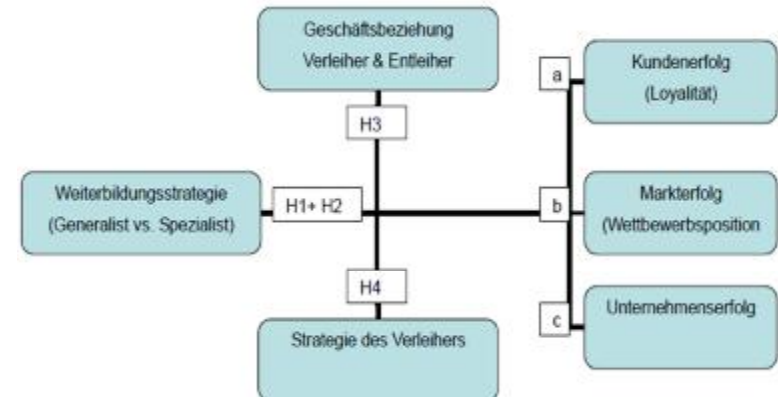 Geschäftsbeziehung
Verleiher & Entleiher
a
Kundenerfolg
(Loyalität)
H3
Weiterbildungsstrategie
(Generalist vs. Spezialist)
H1+ H2
b
Markterfolg
(Wettbewerbsposition
H4
c
Unternehmenserfolg
Strategie des Verleihers